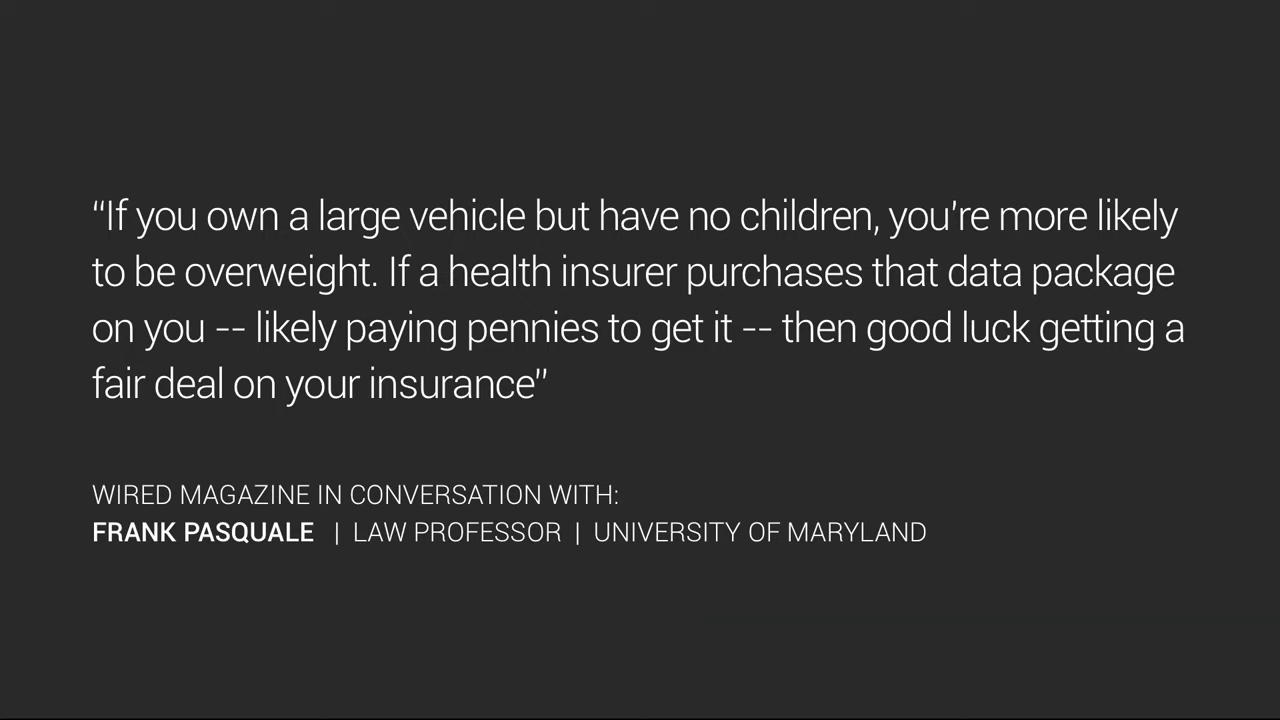 “If you own a large vehicle but have no children, you're more likely
to be overweight. If a health insurer purchases that data package
on you -- likely paying pennies to get it -- then good luck getting a
fair deal on your insurance”
WIRED MAGAZINE IN CONVERSATION WITH:
FRANK PASQUALE | LAW PROFESSOR | UNIVERSITY OF MARYLAND